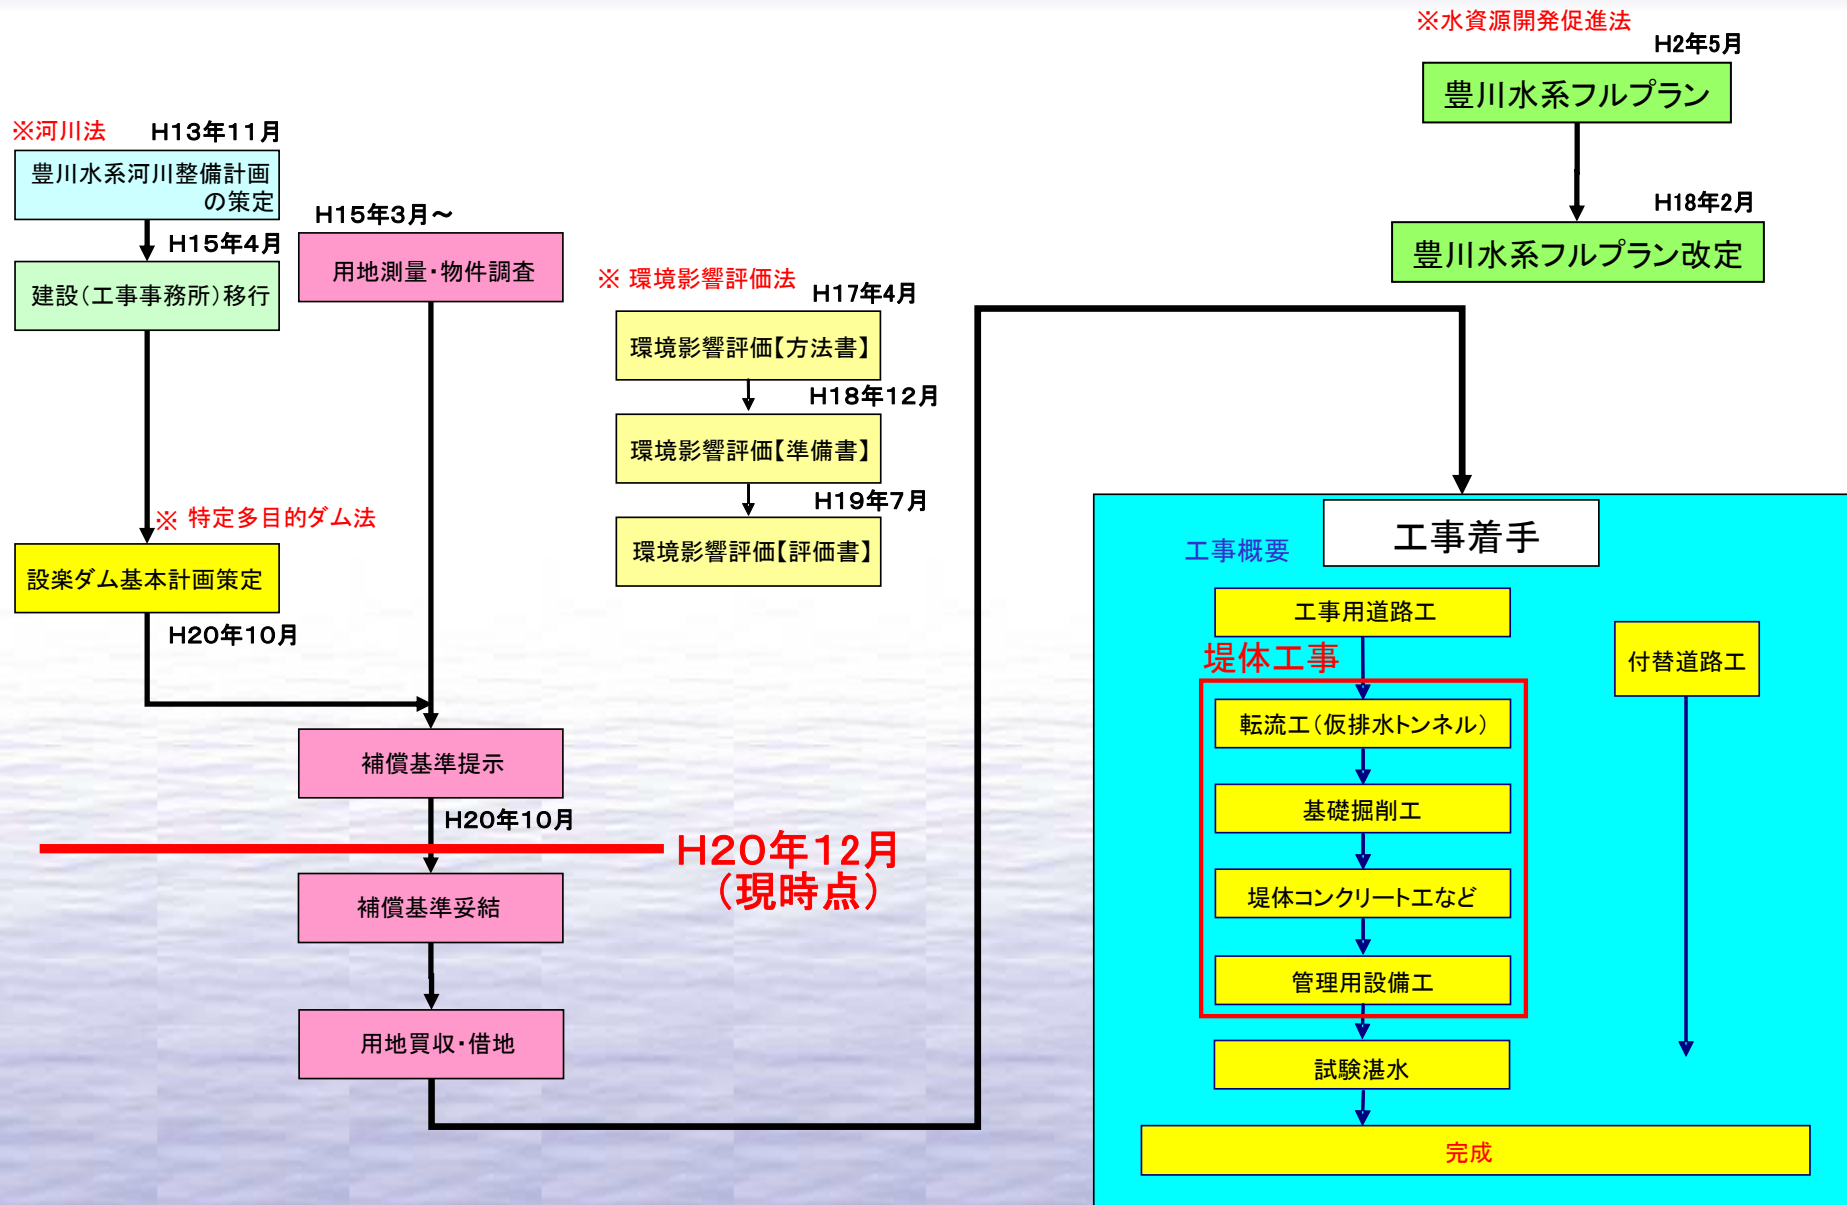 ※水資源開発促進法
H2年5月
豊川水系フルプラン
H18年2月
豊川水系フルプラン改定
※河川法
H13年11月
豊川水系河川整備計画
の策定
H15年4月
建設(工事事務所)移行
※ 特定多目的ダム法
設楽ダム基本計画策定
H20年10月
H15年3月～
用地測量・物件調査
補償基準提示
H20年10月
H20年12月
(現時点)
補償基準妥結
用地買収・借地
※ 環境影響評価法
H17年4月
環境影響評価【方法書】
H18年12月
環境影響評価【準備書】
H19年7月
環境影響評価【評価書】
工事着手
工事概要
工事用道路工
堤体工事
転流工(仮排水トンネル)
基礎掘削工
堤体コンクリート工など
管理用設備工
試験湛水
付替道路工
完成